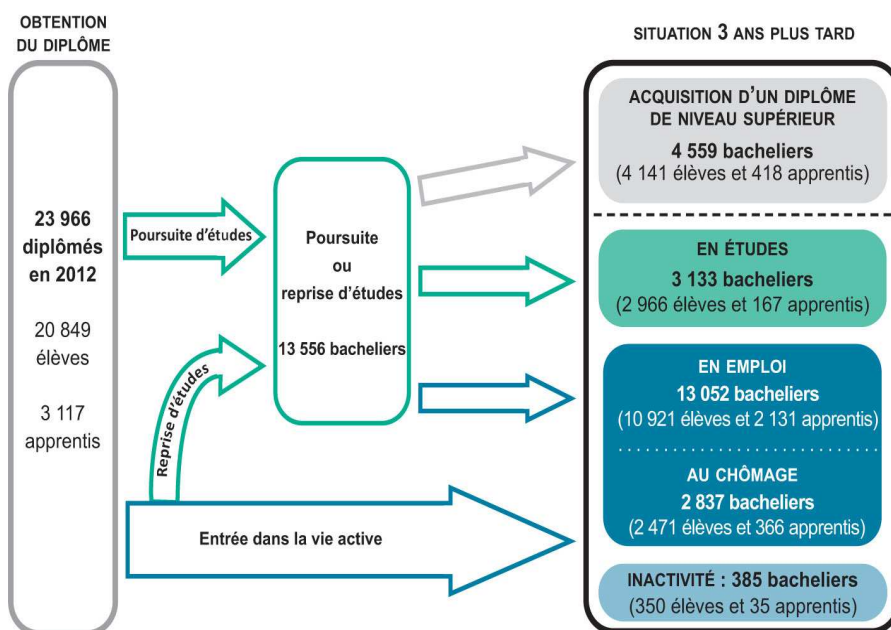 OBTENTION
DU DIPLÔME
23 966
diplômés
en 2012
20 849
élèves
3 117
apprentis
Poursuite d'études
Reprise d'études
Entrée dans la vie active
Poursuite
ou
reprise d'études
13 556 bacheliers
SITUATION 3 ANS PLUS TARD
ACQUISITION D'UN DIPLÔME
DE NIVEAU SUPÉRIEUR
4 559 bacheliers
(4 141 élèves et 418 apprentis)
EN ÉTUDES
3 133 bacheliers
(2 966 élèves et 167 apprentis)
EN EMPLOI
13 052 bacheliers
(10 921 élèves et 2 131 apprentis)
AU CHÔMAGE
2 837 bacheliers
(2 471 élèves et 366 apprentis)
INACTIVITÉ : 385 bacheliers
(350 élèves et 35 apprentis)